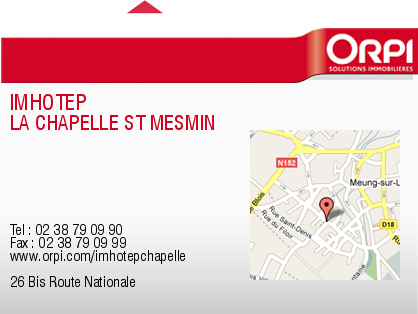 ORPI
SOLUTIONS IMMOBILIÈRES
IMHOTEP
LA CHAPELLE ST MESMIN
N152
Meung-sur-L
de Blois
Rue Saint-Denis
Rue du Filoir
D18
Tel : 02 38 79 09 90
Fax : 02 38 79 09 99
www.orpi.com/imhotepchapelle
26 Bis Route Nationale